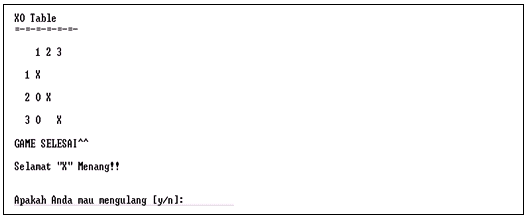 XO Table
=-=-=-=-=-
1 2 3
1 X
2 O X
3 O   X
GAME SELESAI^^
Selamat "X" Menang!!
Apakah Anda mau mengulang [y/n]: